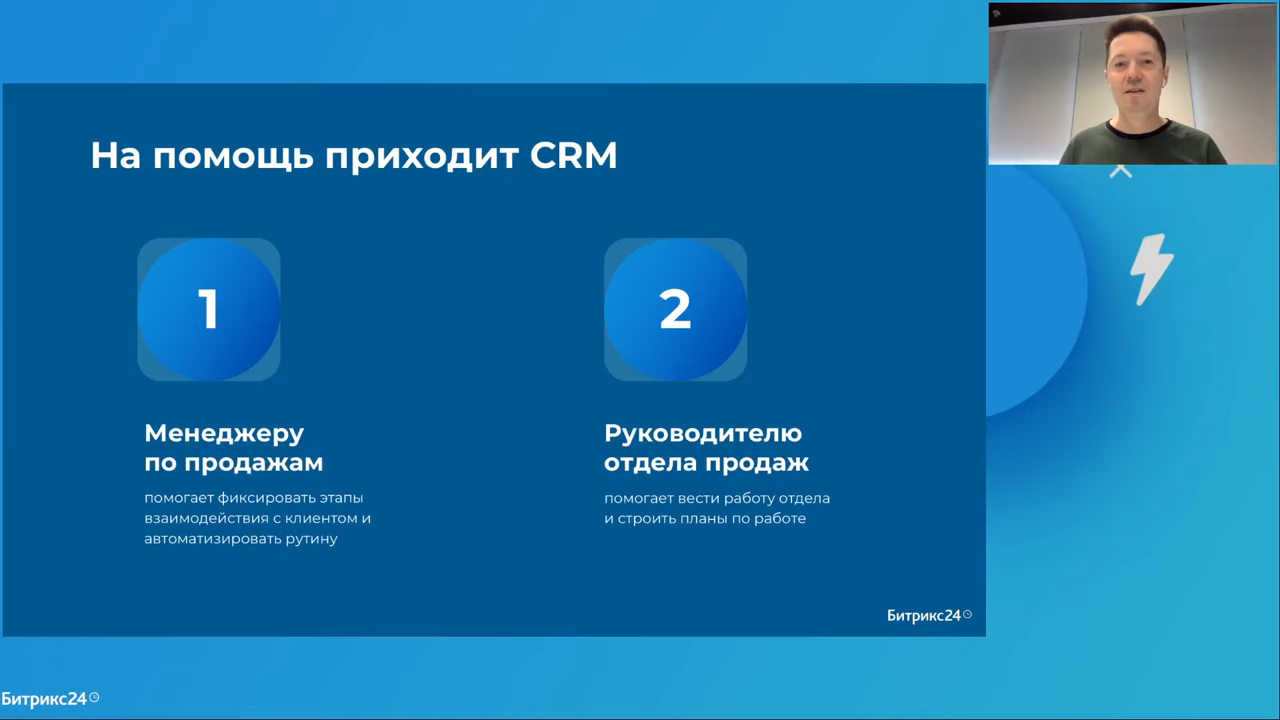 На помощь приходит CRM
1
Менеджеру
по продажам
помогает фиксировать этапы
взаимодействия с клиентом и
автоматизировать рутину
2
Руководителю
отдела продаж
помогает вести работу отдела
и строить планы по работе
Битрикс24
Битрикс24